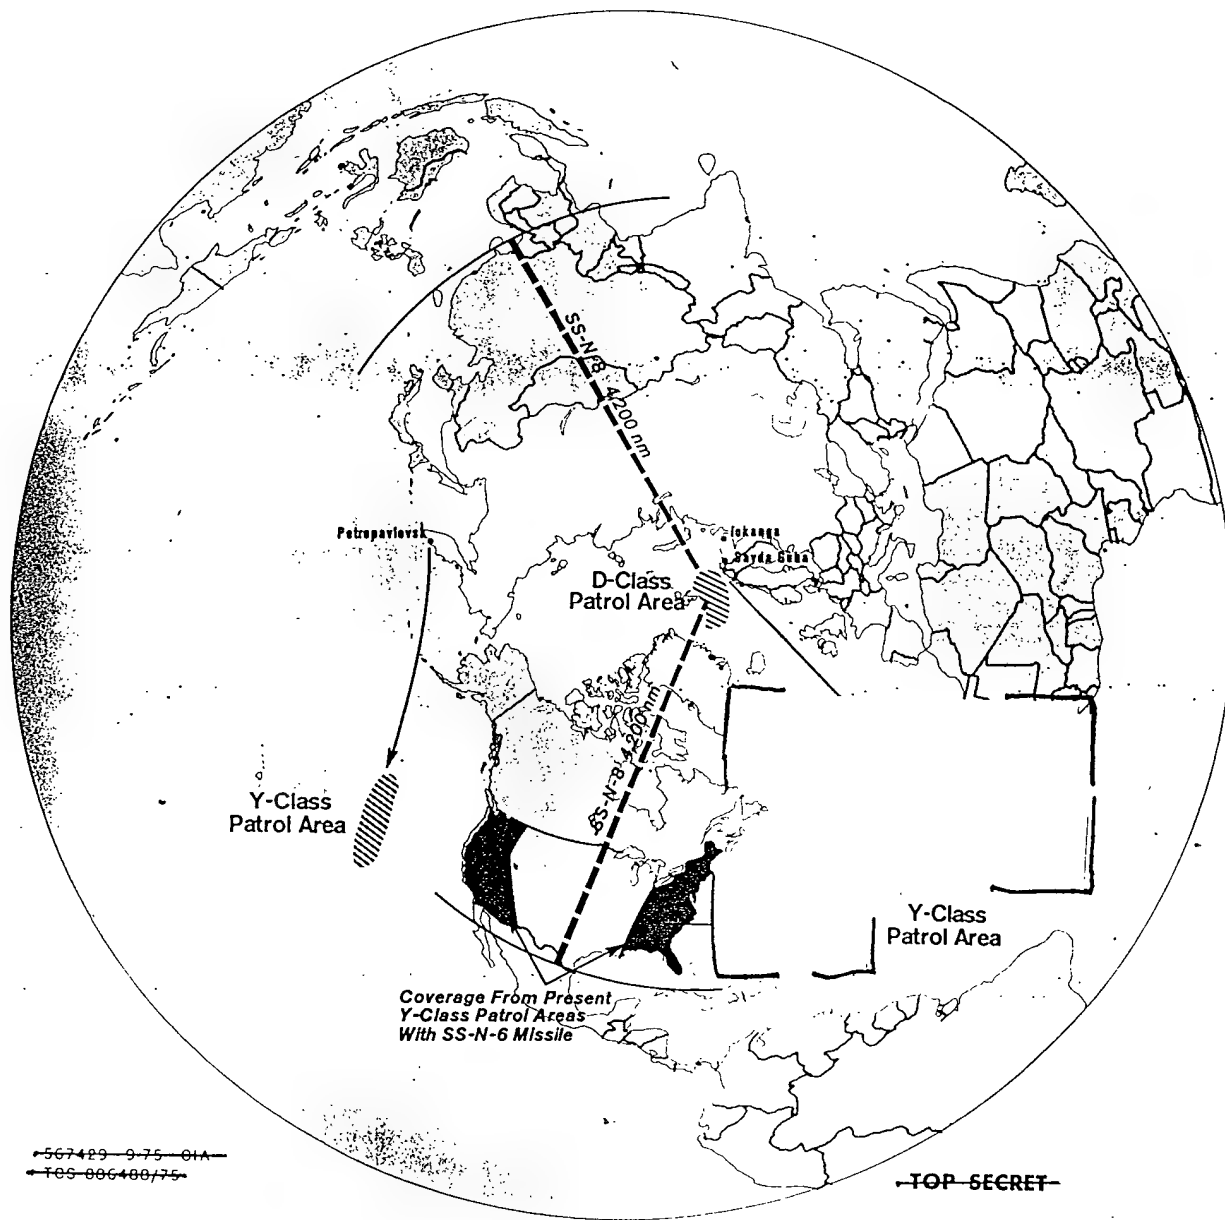 SS-N-8 4,200 nm
Petropavlovsk
Iokanga
Sayda Guba
D-Class
Patrol Area
SS-N-8 4,200 nm
Y-Class
Patrol Area
Y-Class
Patrol Area
Coverage From Present
Y-Class Patrol Areas
With SS-N-6 Missile
567429 9-75 CIA
TCS 886488/75
TOP SECRET